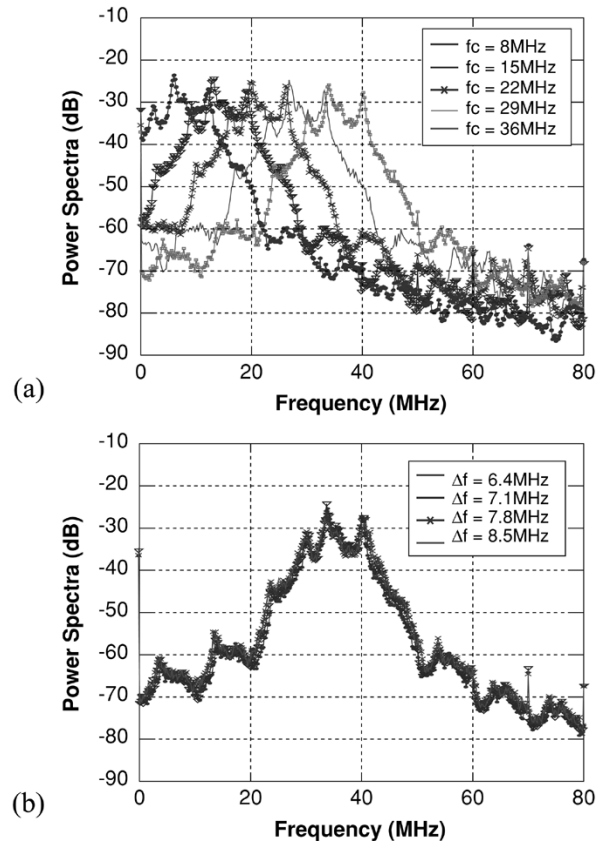 -10
-20
-30
-40
-50
-60
-70
-80
-90
Power Spectra (dB)
fc = 8MHz
fc = 15MHz
fc = 22MHz
fc = 29MHz
fc = 36MHz
0
20
40
60
80
Frequency (MHz)
(a)
-10
-20
-30
-40
-50
-60
-70
-80
-90
Power Spectra (dB)
Δf = 6.4MHz
Δf = 7.1MHz
Δf = 7.8MHz
Δf = 8.5MHz
0
20
40
60
80
Frequency (MHz)
(b)